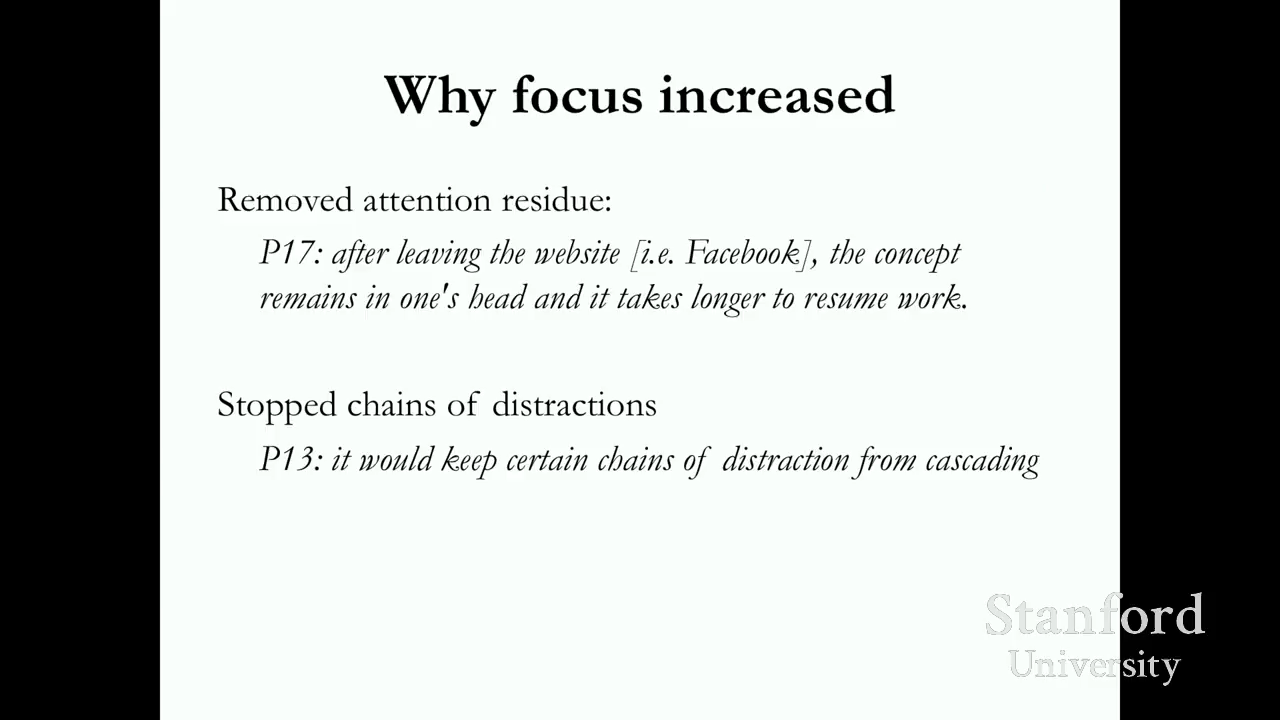 Why focus increased
Removed attention residue:
P17: after leaving the website [i.e. Facebook], the concept
remains in one's head and it takes longer to resume work.
Stopped chains of distractions
P13: it would keep certain chains of distraction from cascading
Stanford
University